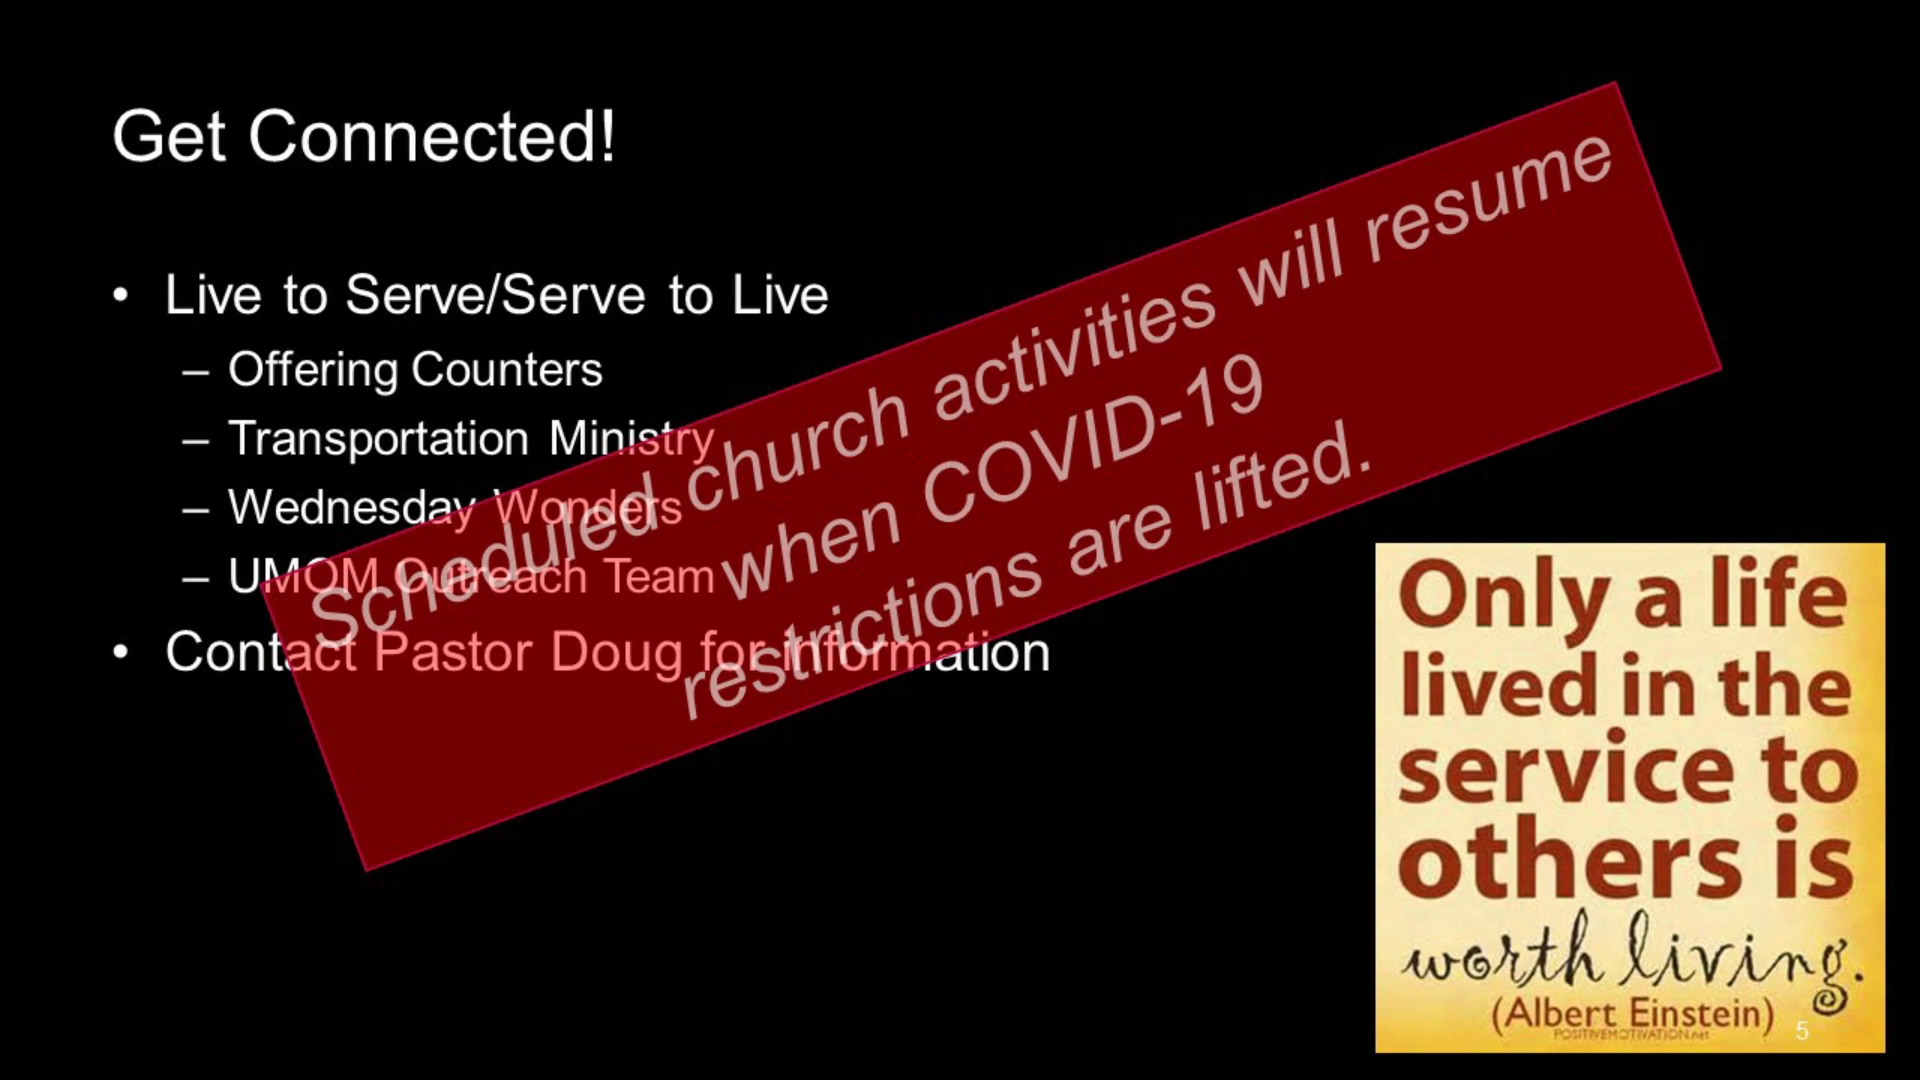 Get Connected!
• Live to Serve/Serve to Live
– Offering Counters
– Transportation Ministry
– Wednesday Wonders
– UMOM Outreach Team
• Contact Pastor Doug for information
Scheduled church activities will resume
when COVID-19
restrictions are lifted.
Only a life
lived in the
service to
others is
worth living.
(Albert Einstein)
POSITIVEMOTIVATION.net
5